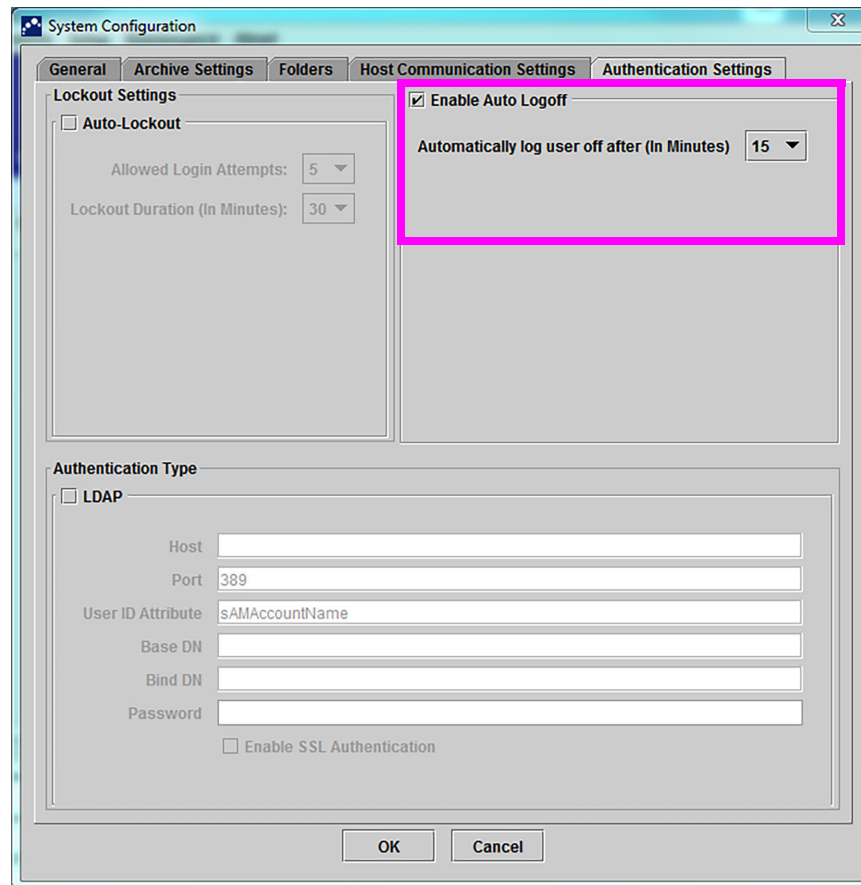 System Configuration
General Archive Settings Folders Host Communication Settings Authentication Settings
Lockout Settings
Auto-Lockout
Allowed Login Attempts: 5
Lockout Duration (In Minutes): 30
Enable Auto Logoff
Automatically log user off after (In Minutes) 15
Authentication Type
LDAP
Host
Port 389
User ID Attribute sAMAccountName
Base DN
Bind DN
Password
Enable SSL Authentication
OK Cancel